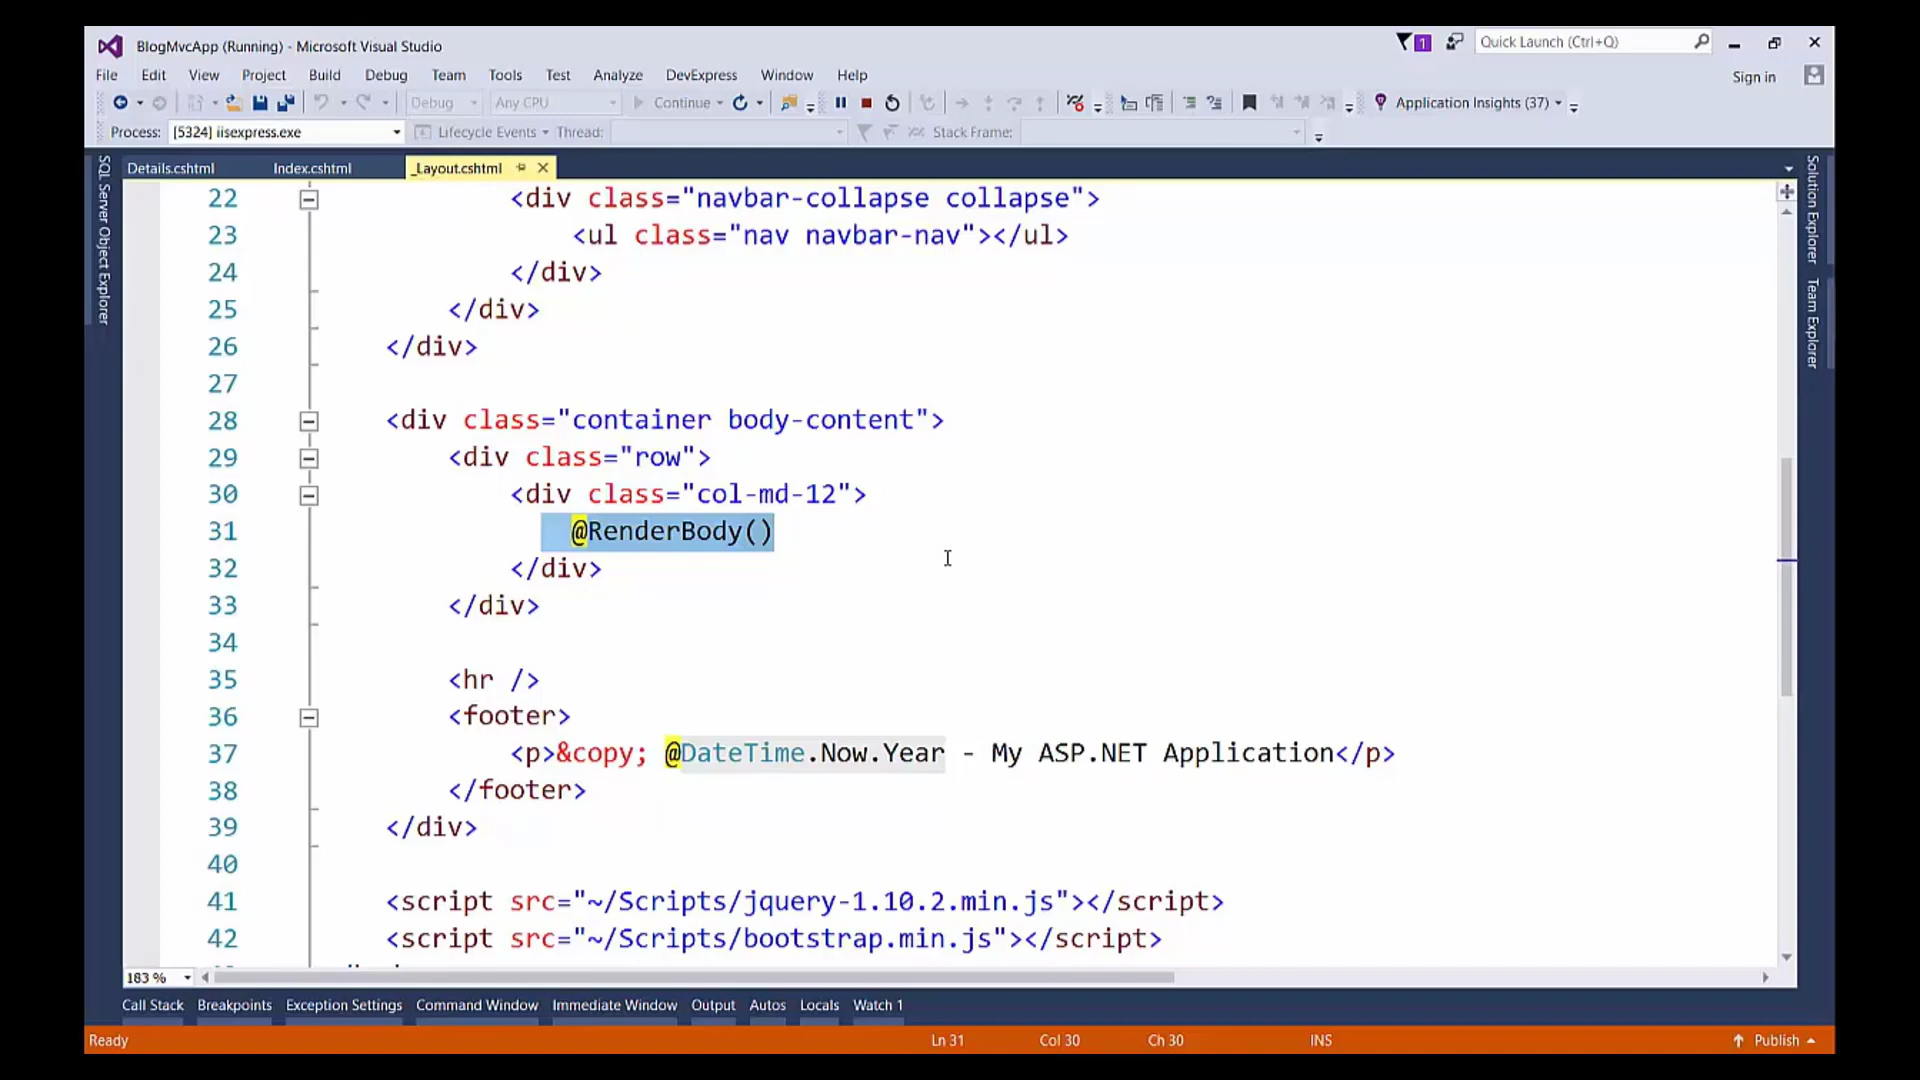 BlogMvcApp (Running) - Microsoft Visual Studio
1
Quick Launch (Ctrl+Q)
File Edit View Project Build Debug Team Tools Test Analyze DevExpress Window Help
Sign in
Debug Any CPU Continue Application Insights (37)
Process: [5324] iisexpress.exe Lifecycle Events Thread: Stack Frame:
SQL Server Object Explorer
Details.cshtml Index.cshtml _Layout.cshtml
Solution Explorer
Team Explorer
22 <div class="navbar-collapse collapse">
23 <ul class="nav navbar-nav"></ul>
24 </div>
25 </div>
26 </div>
27
28 <div class="container body-content">
29 <div class="row">
30 <div class="col-md-12">
31 @RenderBody()
32 </div>
33 </div>
34
35 <hr />
36 <footer>
37 <p>&copy; @DateTime.Now.Year - My ASP.NET Application</p>
38 </footer>
39 </div>
40
41 <script src="~/Scripts/jquery-1.10.2.min.js"></script>
42 <script src="~/Scripts/bootstrap.min.js"></script>
183 %
Call Stack Breakpoints Exception Settings Command Window Immediate Window Output Autos Locals Watch 1
Ready Ln 31 Col 30 Ch 30 INS Publish